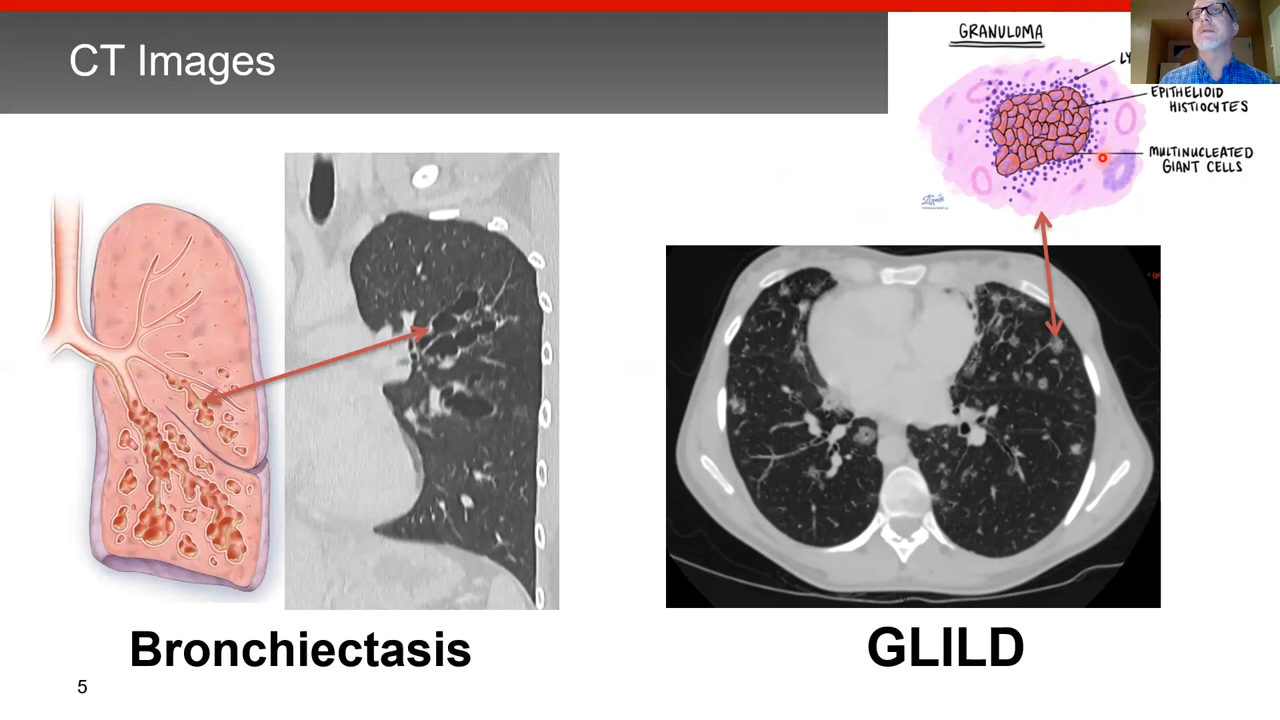 CT Images
GRANULOMA
EPITHELIOID
HISTIOCYTES
MULTINUCLEATED
GIANT CELLS
Bronchiectasis
GLILD
5